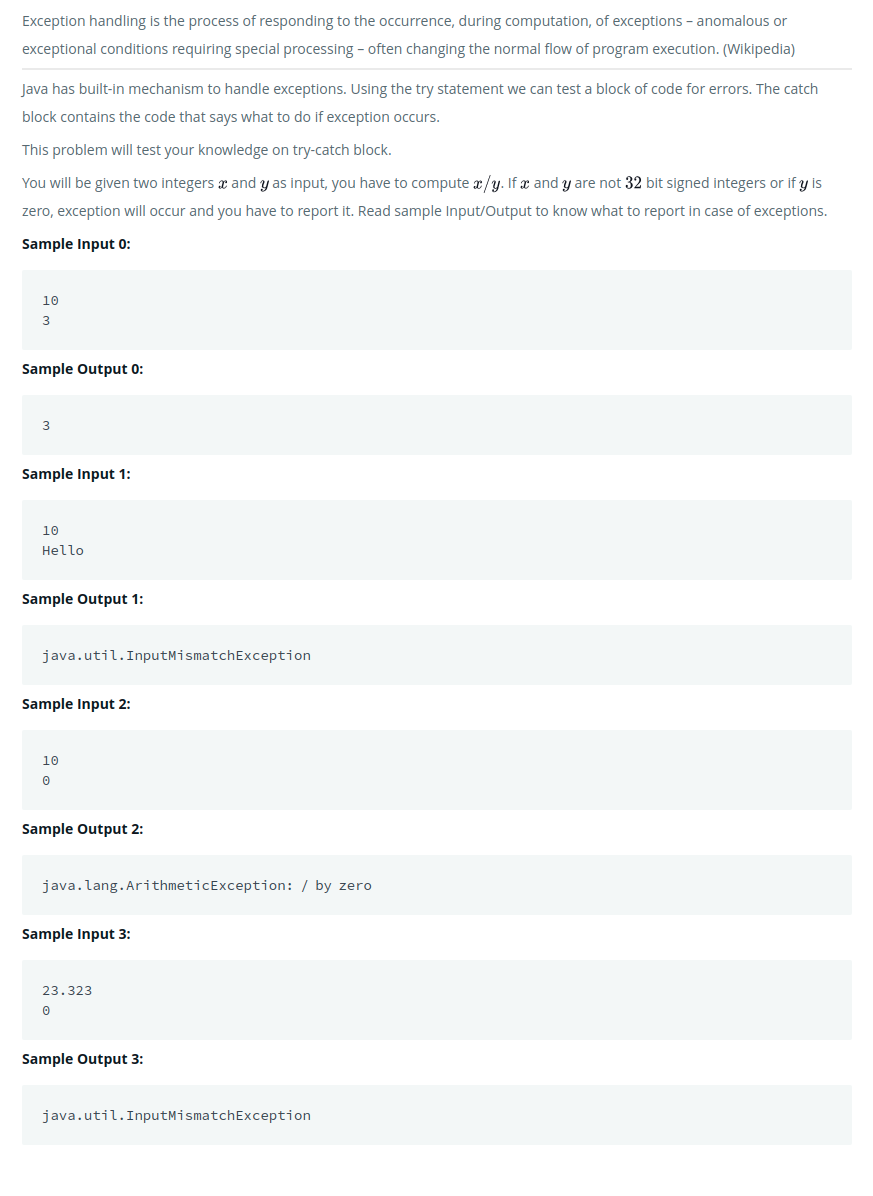 Exception handling is the process of responding to the occurrence, during computation, of exceptions – anomalous or
exceptional conditions requiring special processing – often changing the normal flow of program execution. (Wikipedia)
Java has built-in mechanism to handle exceptions. Using the try statement we can test a block of code for errors. The catch
block contains the code that says what to do if exception occurs.
This problem will test your knowledge on try-catch block.
You will be given two integers x and y as input, you have to compute x/y. If x and y are not 32 bit signed integers or if y is
zero, exception will occur and you have to report it. Read sample Input/Output to know what to report in case of exceptions.
Sample Input 0:
10
3
Sample Output 0:
3
Sample Input 1:
10
Hello
Sample Output 1:
java.util.InputMismatchException
Sample Input 2:
10
0
Sample Output 2:
java.lang.ArithmeticException: / by zero
Sample Input 3:
23.323
0
Sample Output 3:
java.util.InputMismatchException